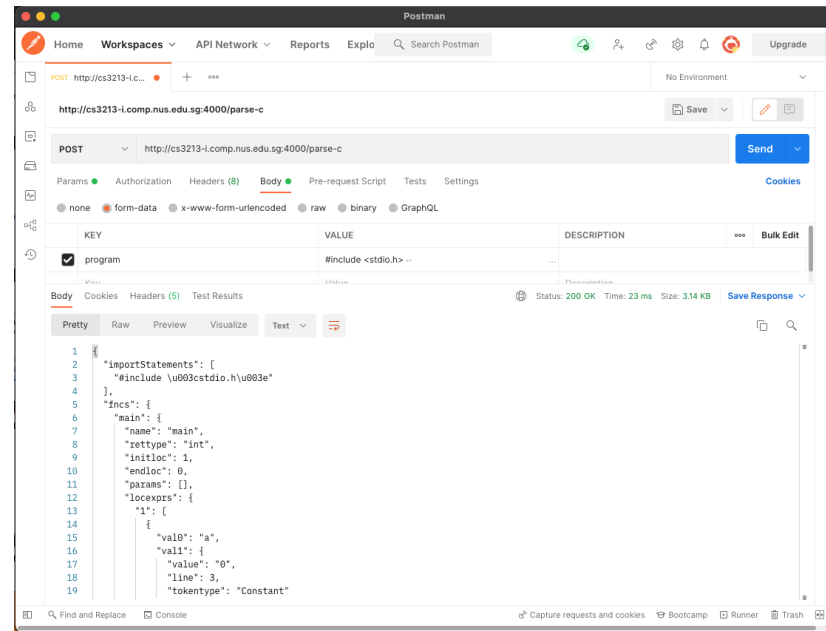 Postman
Home Workspaces API Network Reports Explo Search Postman Upgrade
POST http://cs3213-i.c... No Environment
http://cs3213-i.comp.nus.edu.sg:4000/parse-c Save
POST http://cs3213-i.comp.nus.edu.sg:4000/parse-c Send
Params Authorization Headers (8) Body Pre-request Script Tests Settings Cookies
none form-data x-www-form-urlencoded raw binary GraphQL
KEY VALUE DESCRIPTION Bulk Edit
program #include <stdio.h> ...
Key Value Description
Body Cookies Headers (5) Test Results Status: 200 OK Time: 23 ms Size: 3.14 KB Save Response
Pretty Raw Preview Visualize Text
1 {
2 "importStatements": [
3 "#include \u003cstdio.h\u003e"
4 ],
5 "fncs": {
6 "main": {
7 "name": "main",
8 "rettype": "int",
9 "initloc": 1,
10 "endloc": 0,
11 "params": [],
12 "locexprs": {
13 "1": [
14 {
15 "val0": "a",
16 "val1": {
17 "value": "0",
18 "line": 3,
19 "tokentype": "Constant"
Find and Replace Console Capture requests and cookies Bootcamp Runner Trash